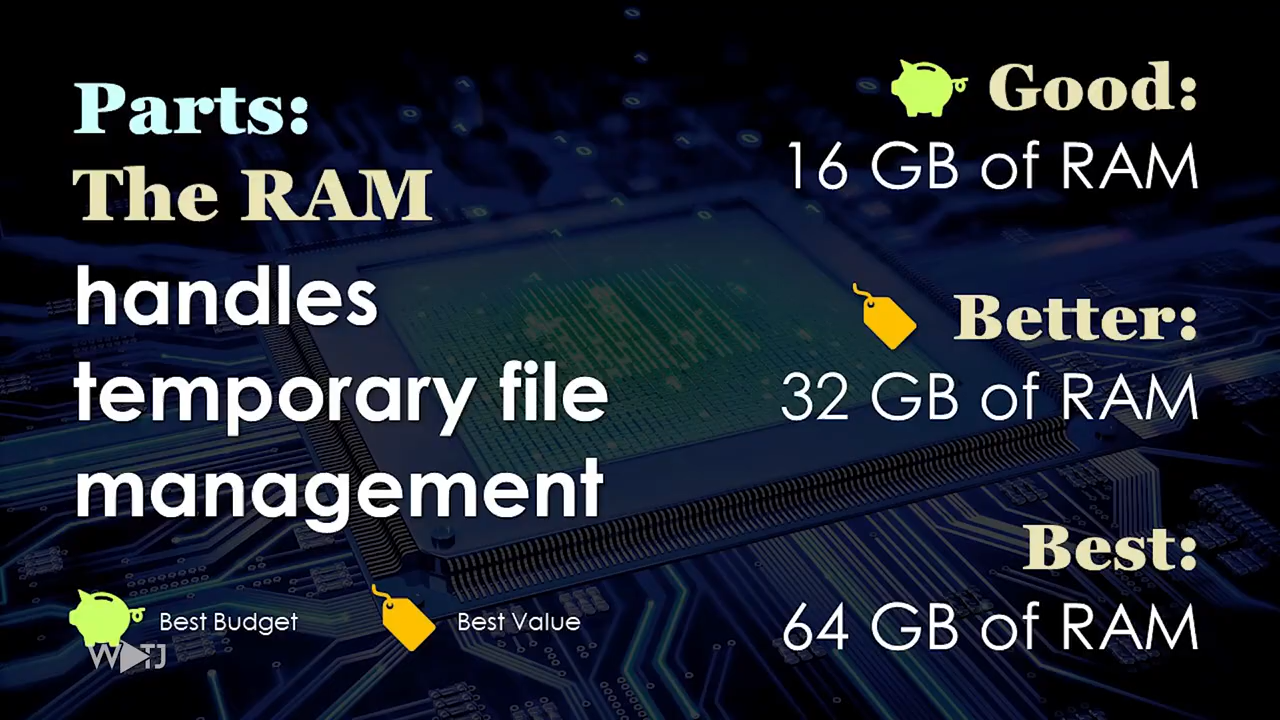 Parts:
The RAM
handles
temporary file
management
Best Budget
Best Value
Good:
16 GB of RAM
Better:
32 GB of RAM
Best:
64 GB of RAM